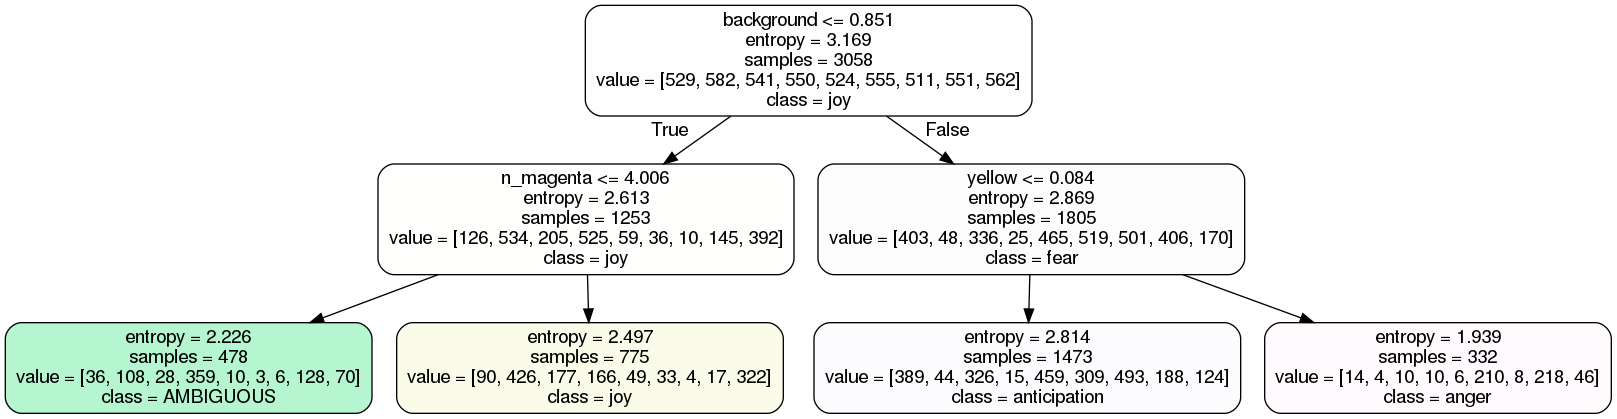 background <= 0.851
entropy = 3.169
samples = 3058
value = [529, 582, 541, 550, 524, 555, 511, 551, 562]
class = joy
True
False
n_magenta <= 4.006
entropy = 2.613
samples = 1253
value = [126, 534, 205, 525, 59, 36, 10, 145, 392]
class = joy
yellow <= 0.084
entropy = 2.869
samples = 1805
value = [403, 48, 336, 25, 465, 519, 501, 406, 170]
class = fear
entropy = 2.226
samples = 478
value = [36, 108, 28, 359, 10, 3, 6, 128, 70]
class = AMBIGUOUS
entropy = 2.497
samples = 775
value = [90, 426, 177, 166, 49, 33, 4, 17, 322]
class = joy
entropy = 2.814
samples = 1473
value = [389, 44, 326, 15, 459, 309, 493, 188, 124]
class = anticipation
entropy = 1.939
samples = 332
value = [14, 4, 10, 10, 6, 210, 8, 218, 46]
class = anger